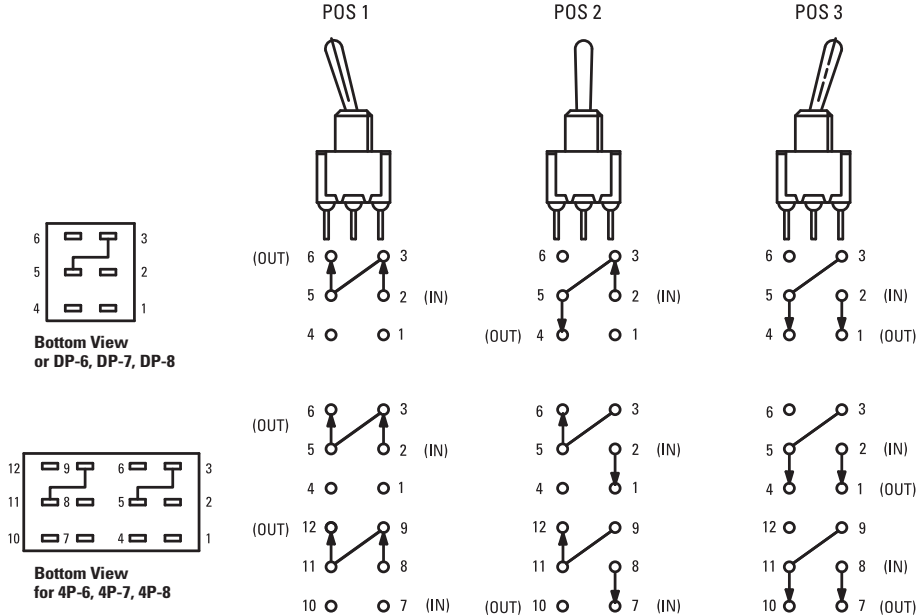 POS 1 POS 2 POS 3
6 3
5 2
4 1
Bottom View
or DP-6, DP-7, DP-8
(OUT) 6 3
5 2 (IN)
4 1
6 3
5 2 (IN)
(OUT) 4 1
6 3
5 2 (IN)
4 1 (OUT)
12 9 6 3
11 8 5 2
10 7 4 1
Bottom View
for 4P-6, 4P-7, 4P-8
6 3
(OUT)
5 2 (IN)
4 1
(OUT) 12 9
11 8
10 7 (IN)
6 3
5 2 (IN)
4 1
12 9
11 8
(OUT) 10 7 (IN)
6 3
5 2 (IN)
4 1 (OUT)
12 9
11 8 (IN)
10 7 (OUT)